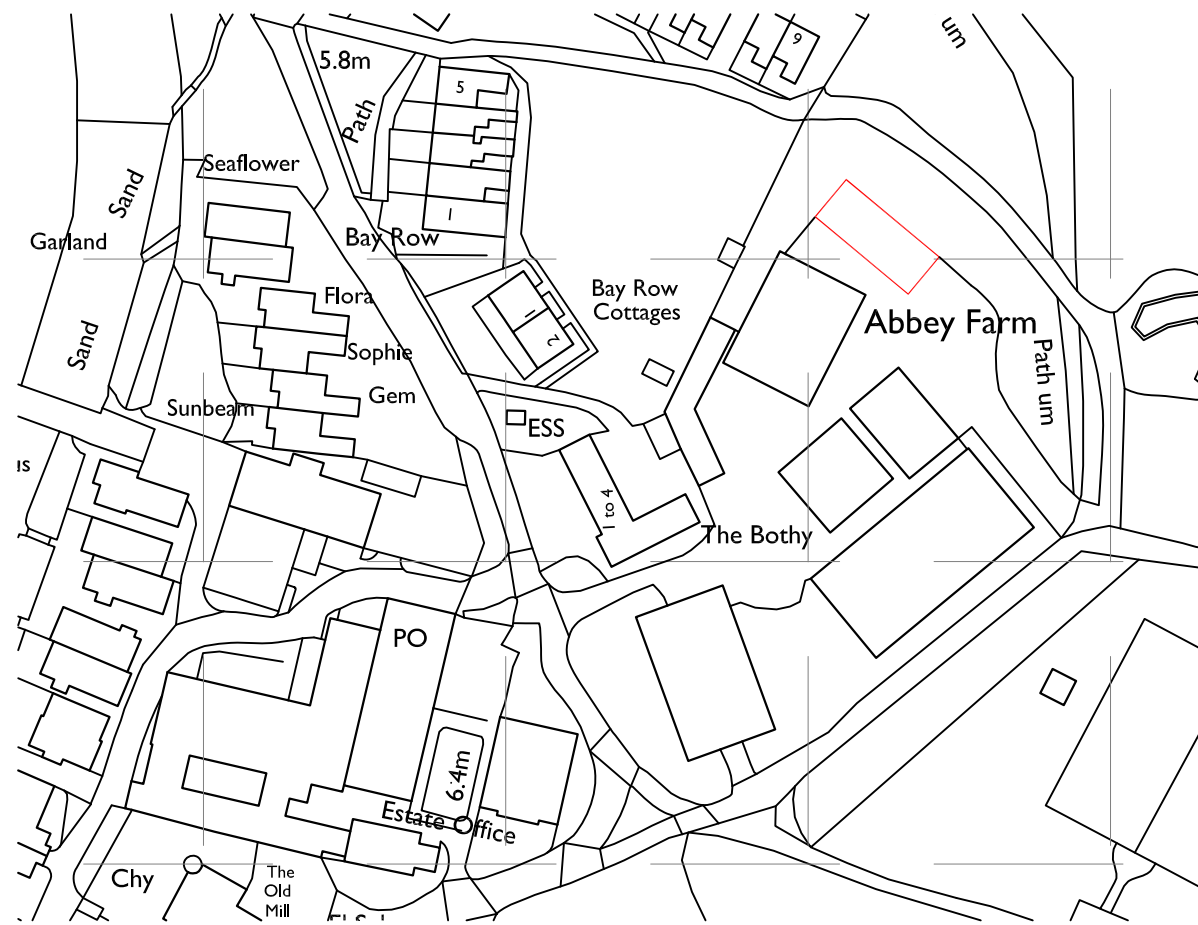 um
9
5.8m
5
Path
Seaflower
Sand
1
Bay Row
Garland
Bay Row
Cottages
Flora
1
2
Abbey Farm
Sand
Sophie
Path um
Gem
Sunbeam
ESS
us
1 to 4
The Bothy
PO
6.4m
Estate Office
Chy
The
Old
Mill